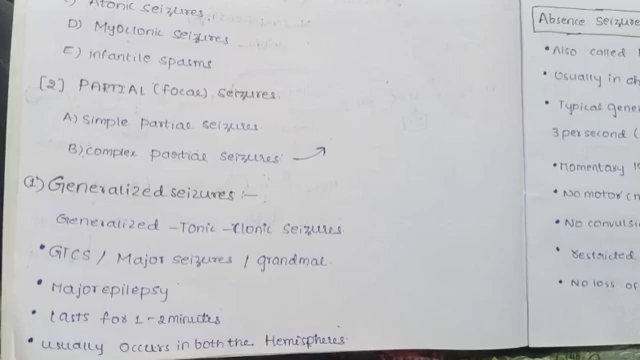 Atonic seizures
D) Myoclonic seizures
E) infantile spasms
[2] PARTIAL (focal) seizures.
A) simple partial seizures
B) complex partial seizures
(1) Generalized seizures :-
Generalized - Tonic - Clonic seizures
• GTCS / Major seizures / grandmal
• Major epilepsy
• Lasts for 1-2 minutes
• usually occurs in both the Hemispheres
Absence seizure
• Also called
• Usually in ch
• Typical gene
3 per second (
• Momentary
• No motor (
• No convulsi
• restricted
• No loss of